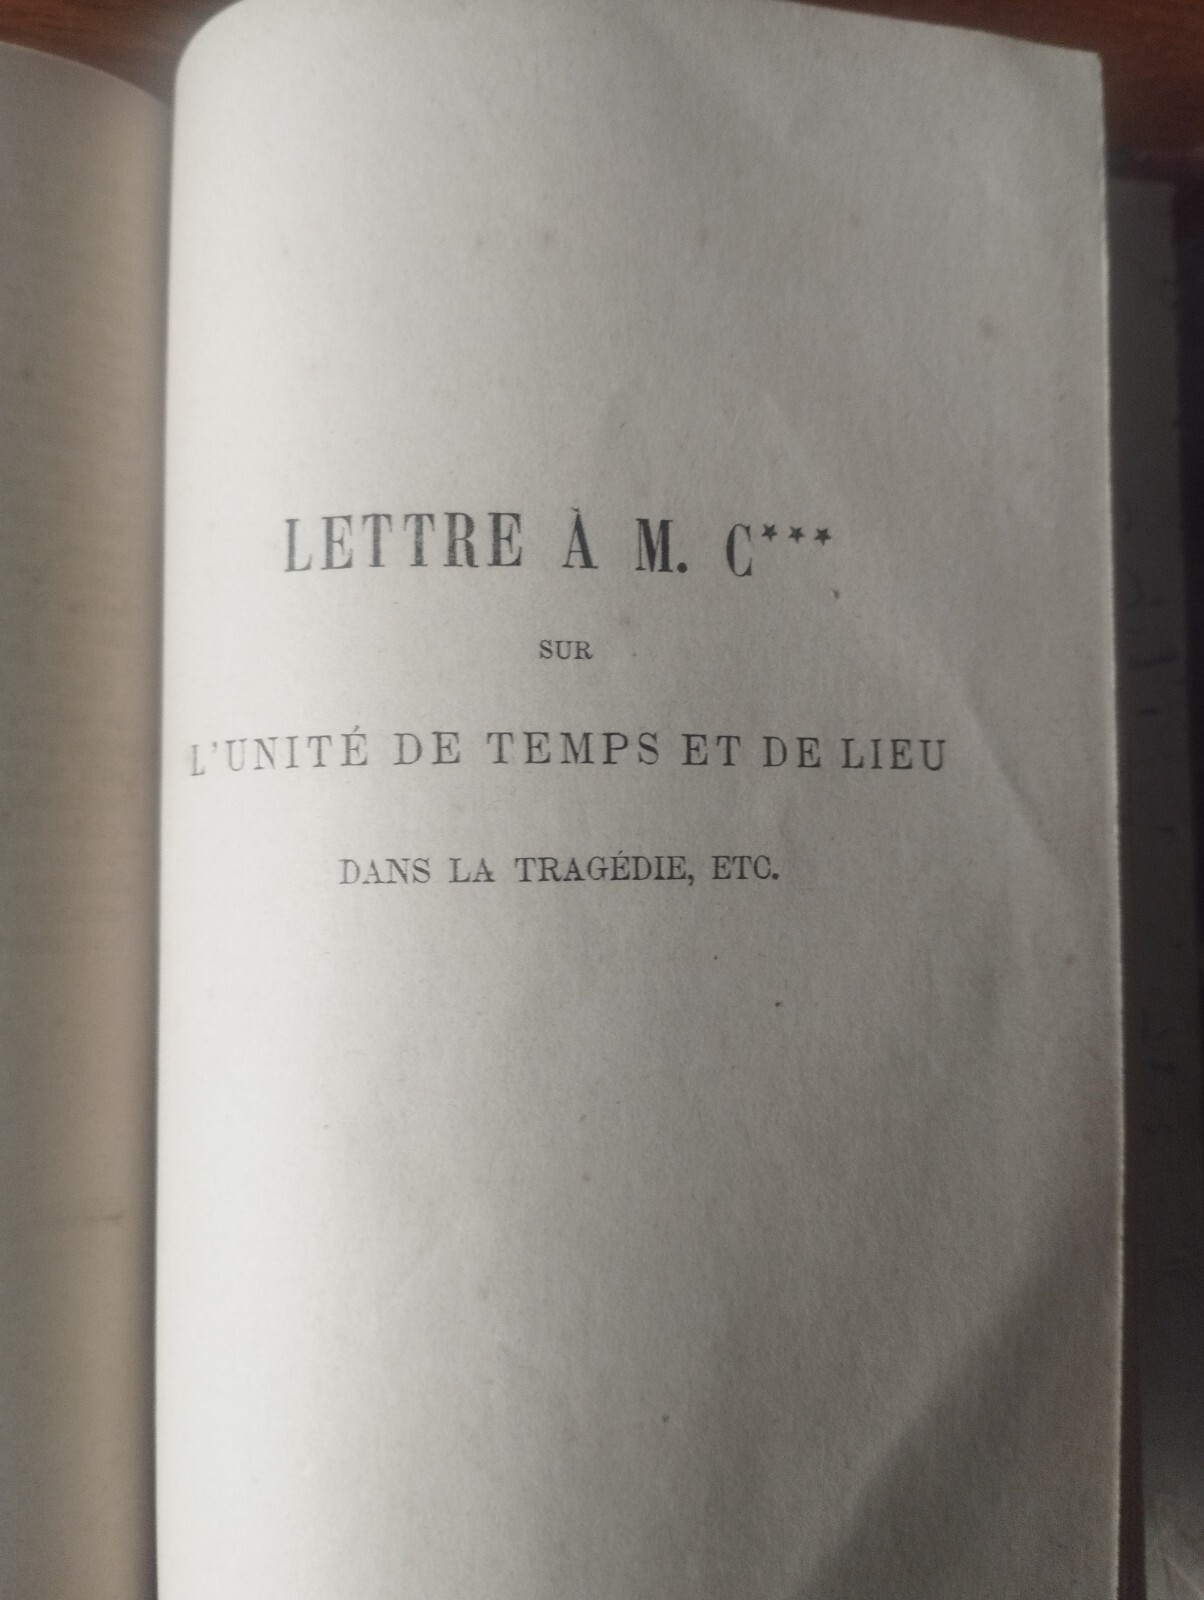 LETTRE À M. C***
SUR
L'UNITÉ DE TEMPS ET DE LIEU
DANS LA TRAGÉDIE, ETC.